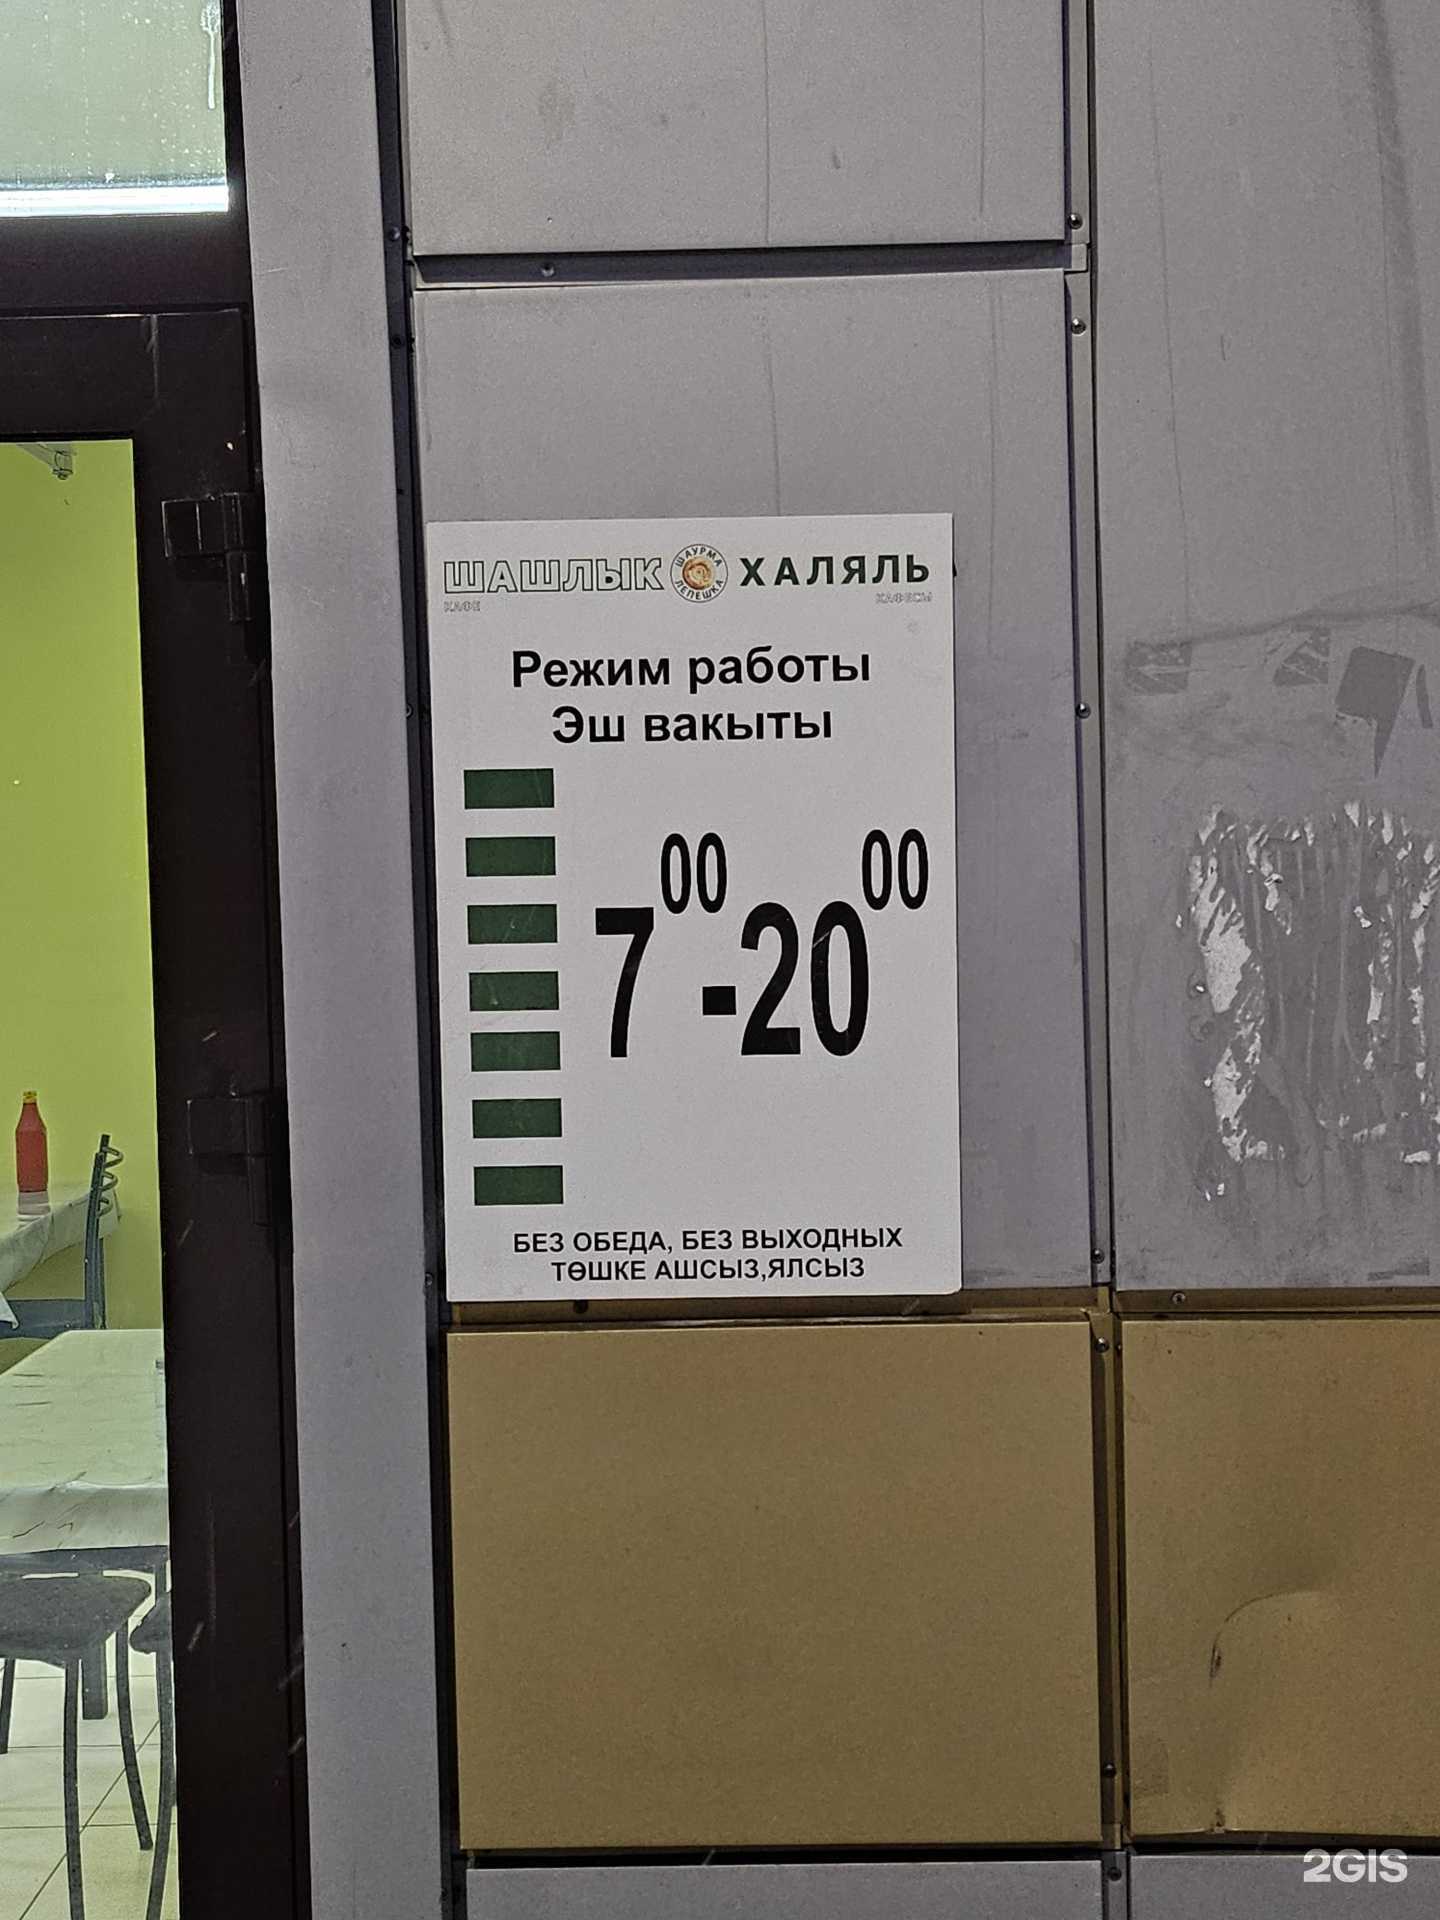 ШАШЛЫК ШАУРМА ЛЕПЕШКА ХАЛЯЛЬ
КАФЕ КАФЕСЫ
Режим работы
Эш вакыты
7 00 - 20 00
БЕЗ ОБЕДА, БЕЗ ВЫХОДНЫХ
ТӨШКЕ АШСЫЗ,ЯЛСЫЗ
2GIS